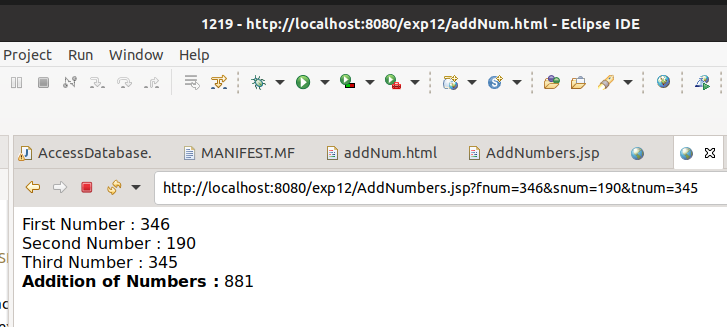 1219 - http://localhost:8080/exp12/addNum.html - Eclipse IDE
Project Run Window Help
AccessDatabase. MANIFEST.MF addNum.html AddNumbers.jsp
http://localhost:8080/exp12/AddNumbers.jsp?fnum=346&snum=190&tnum=345
First Number : 346
Second Number : 190
Third Number : 345
Addition of Numbers : 881